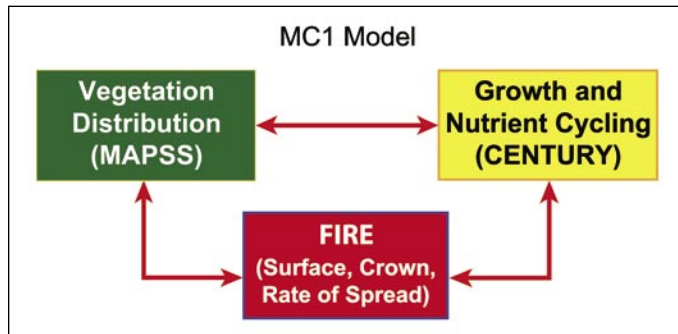 MC1 Model
Vegetation
Distribution
(MAPSS)
Growth and
Nutrient Cycling
(CENTURY)
FIRE
(Surface, Crown,
Rate of Spread)